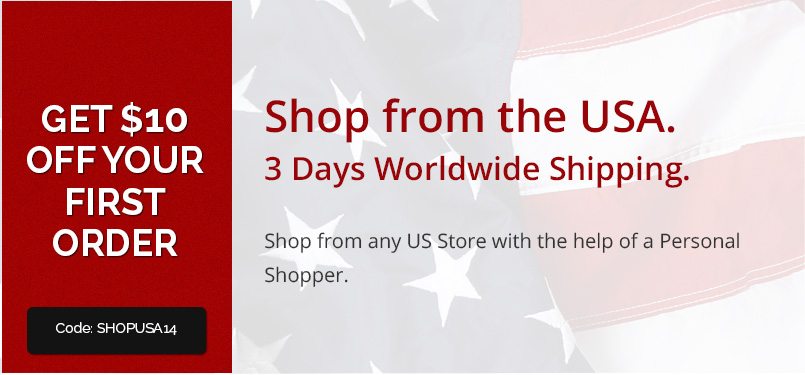 GET $10
OFF YOUR
FIRST
ORDER
Code: SHOPUSA14
Shop from the USA.
3 Days Worldwide Shipping.
Shop from any US Store with the help of a Personal
Shopper.